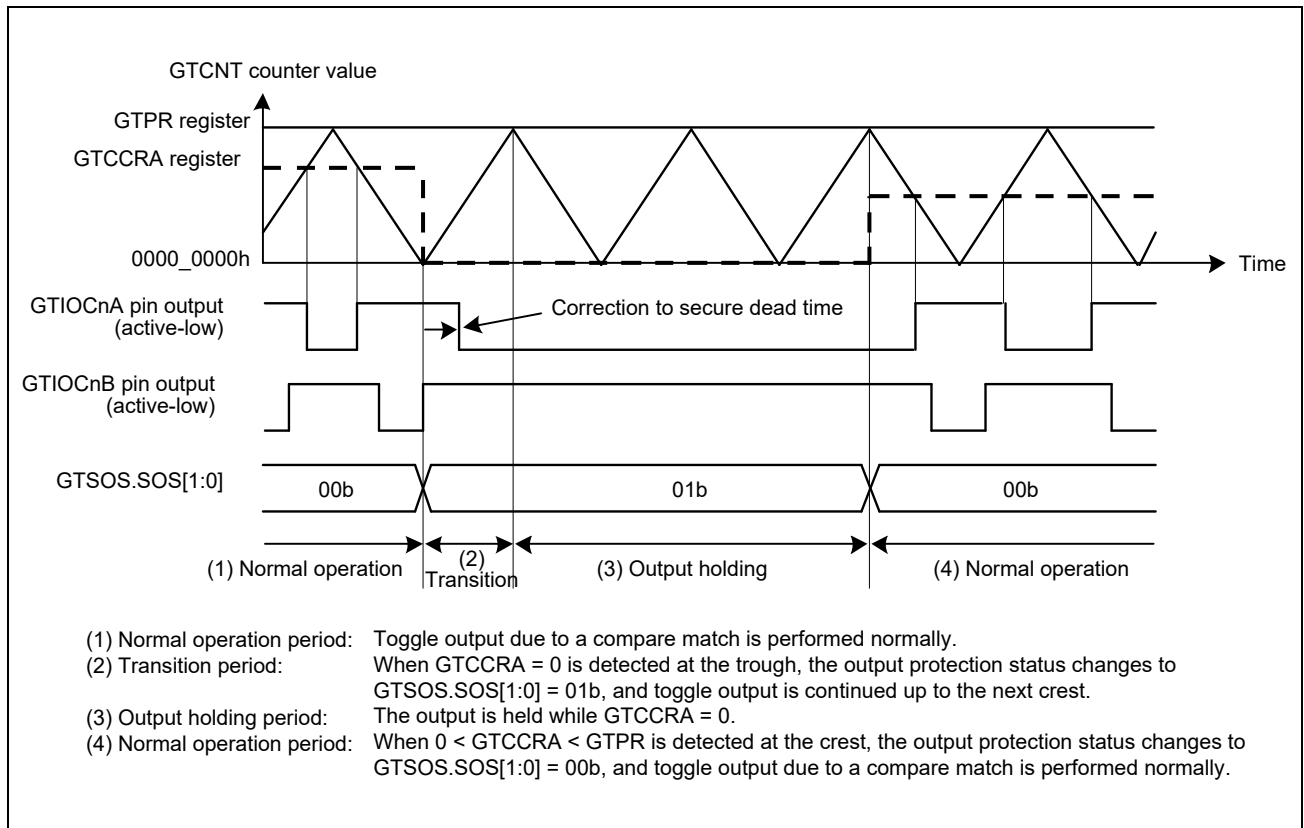 GTCNT counter value
GTPR register
GTCCRA register
0000_0000h
Time
GTIOCnA pin output
(active-low)
Correction to secure dead time
GTIOCnB pin output
(active-low)
GTSOS.SOS[1:0]
00b
01b
00b
(1) Normal operation
(2)
Transition
(3) Output holding
(4) Normal operation
(1) Normal operation period: Toggle output due to a compare match is performed normally.
(2) Transition period: When GTCCRA = 0 is detected at the trough, the output protection status changes to
GTSOS.SOS[1:0] = 01b, and toggle output is continued up to the next crest.
(3) Output holding period: The output is held while GTCCRA = 0.
(4) Normal operation period: When 0 < GTCCRA < GTPR is detected at the crest, the output protection status changes to
GTSOS.SOS[1:0] = 00b, and toggle output due to a compare match is performed normally.